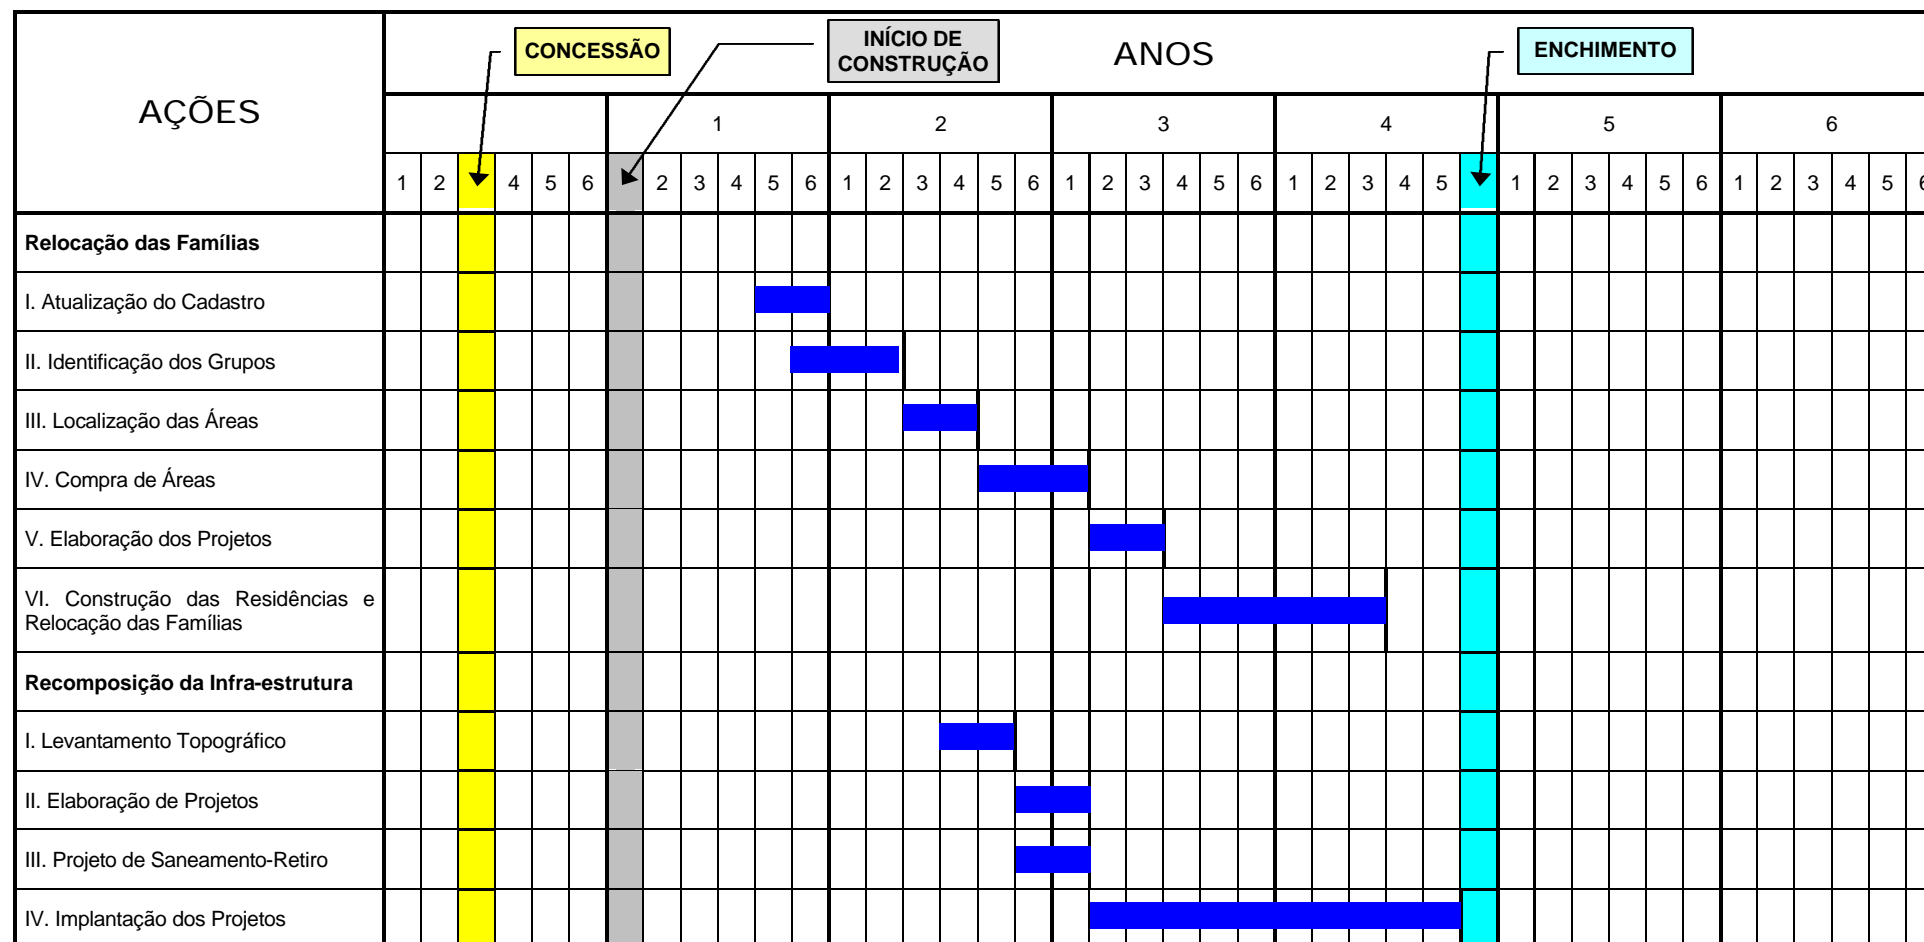 CONCESSÃO
INÍCIO DE
CONSTRUÇÃO
ANOS
ENCHIMENTO
AÇÕES
1 2 3 4 5 6
1 2 4 5 6 2 3 4 5 6 1 2 3 4 5 6 1 2 3 4 5 6 1 2 3 4 5 1 2 3 4 5 6 1 2 3 4 5 6
Relocação das Famílias
I. Atualização do Cadastro
II. Identificação dos Grupos
III. Localização das Áreas
IV. Compra de Áreas
V. Elaboração dos Projetos
VI. Construção das Residências e
Relocação das Famílias
Recomposição da Infra-estrutura
I. Levantamento Topográfico
II. Elaboração de Projetos
III. Projeto de Saneamento-Retiro
IV. Implantação dos Projetos